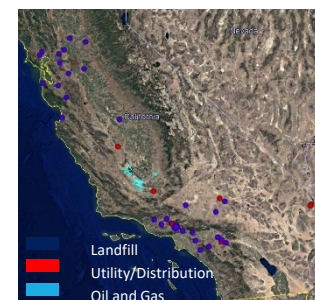 Nevada
California
Landfill
Utility/Distribution
Oil and Gas